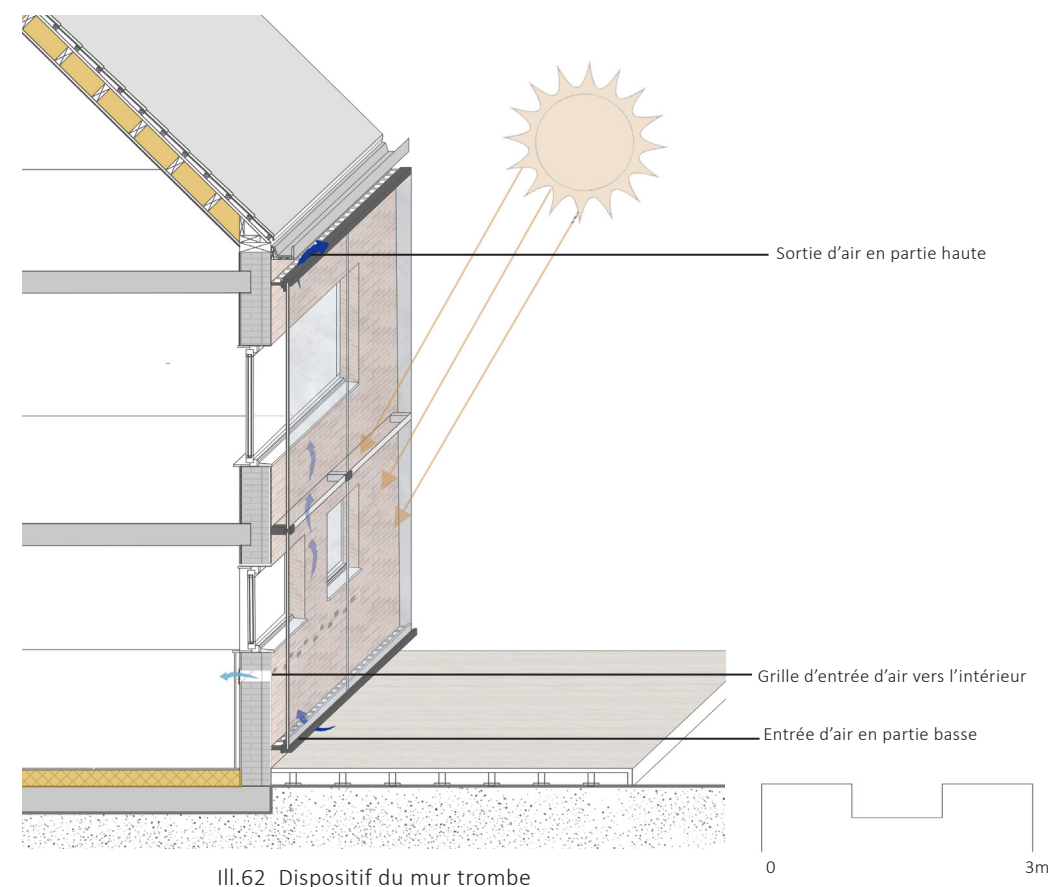 Sortie d’air en partie haute
Grille d’entrée d’air vers l’intérieur
Entrée d’air en partie basse
0
3m
Ill.62 Dispositif du mur trombe